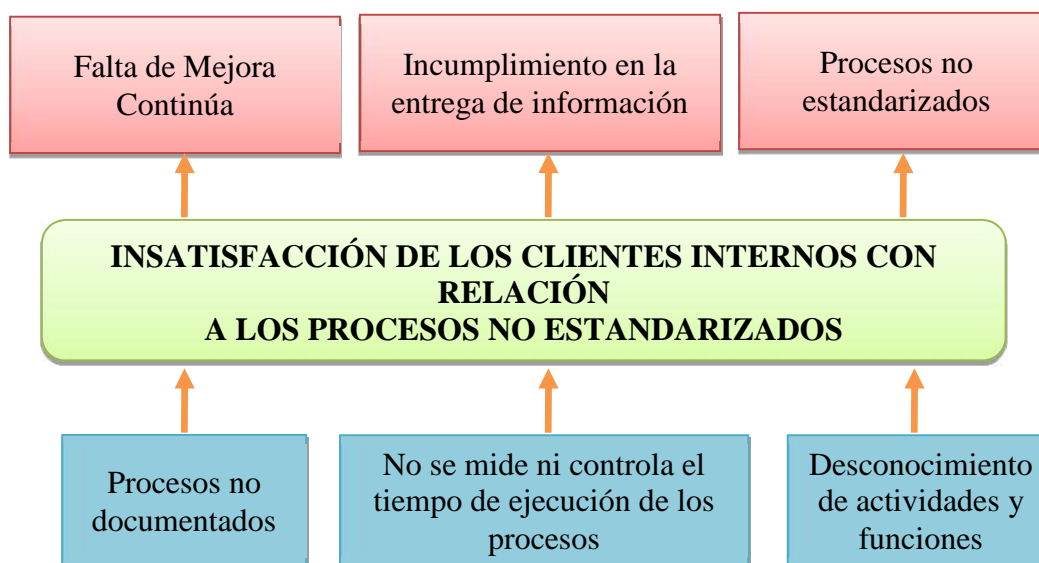 Falta de Mejora
Continúa
Incumplimiento en la
entrega de información
Procesos no
estandarizados
INSATISFACCIÓN DE LOS CLIENTES INTERNOS CON
RELACIÓN
A LOS PROCESOS NO ESTANDARIZADOS
Procesos no
documentados
No se mide ni controla el
tiempo de ejecución de los
procesos
Desconocimiento
de actividades y
funciones